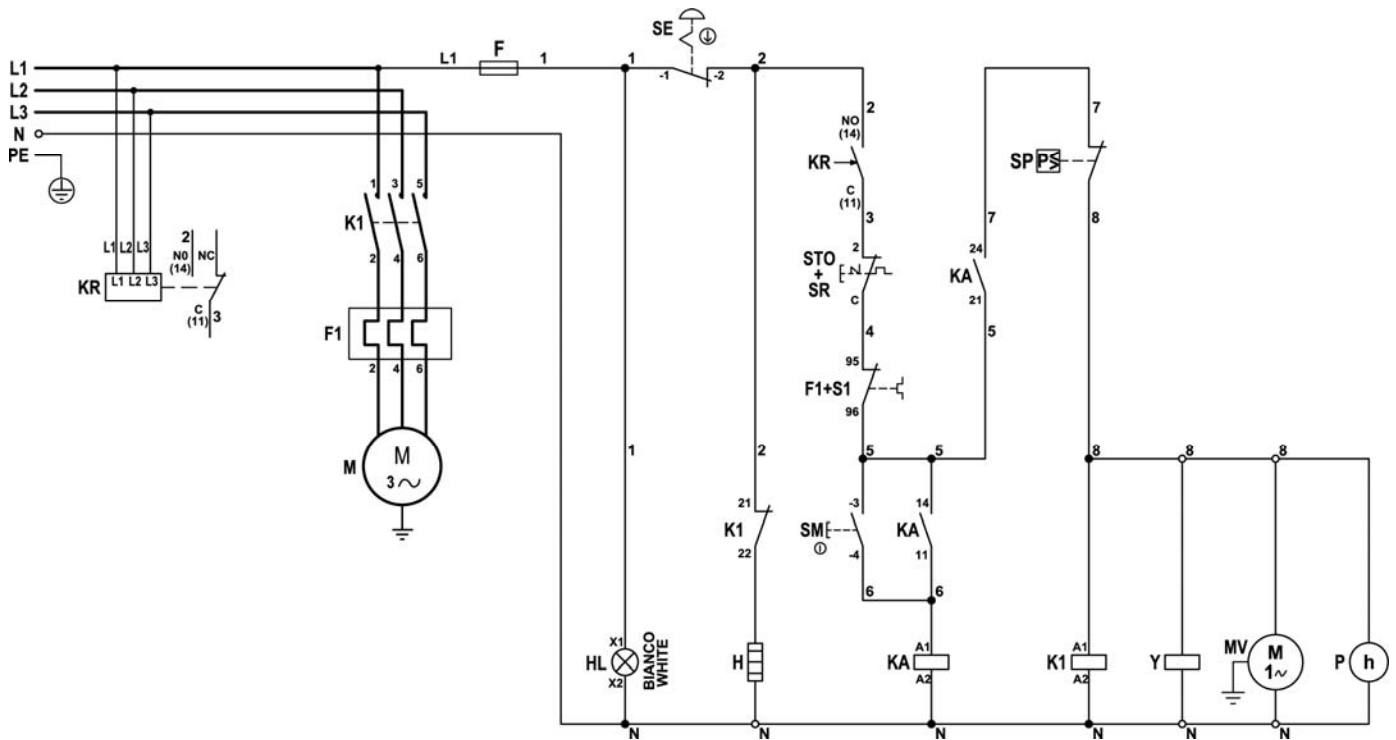 SE
L1 F 1 1 -1 -2 2
L1
L2
L3
N
PE
2
NO
(14)
KR
C
(11)
3
7
SP P
8
1 3 5
K1
2 4 6
L1 L2 L3
2
N0
(14)
NC
KR L1 L2 L3
C
(11)
3
F1
2 4 6
2
STO
+
SR
C
4
7
24
KA
21
5
95
F1+S1
96
M
M
3
1
2
5 5
8 8 8
21
K1
22
-3
SM
-4
14
KA
11
6 6
X1
HL
X2
BIANCO
WHITE
H
A1
KA
A2
A1
K1
A2
Y
MV
M
1~
P h
N N N N N N